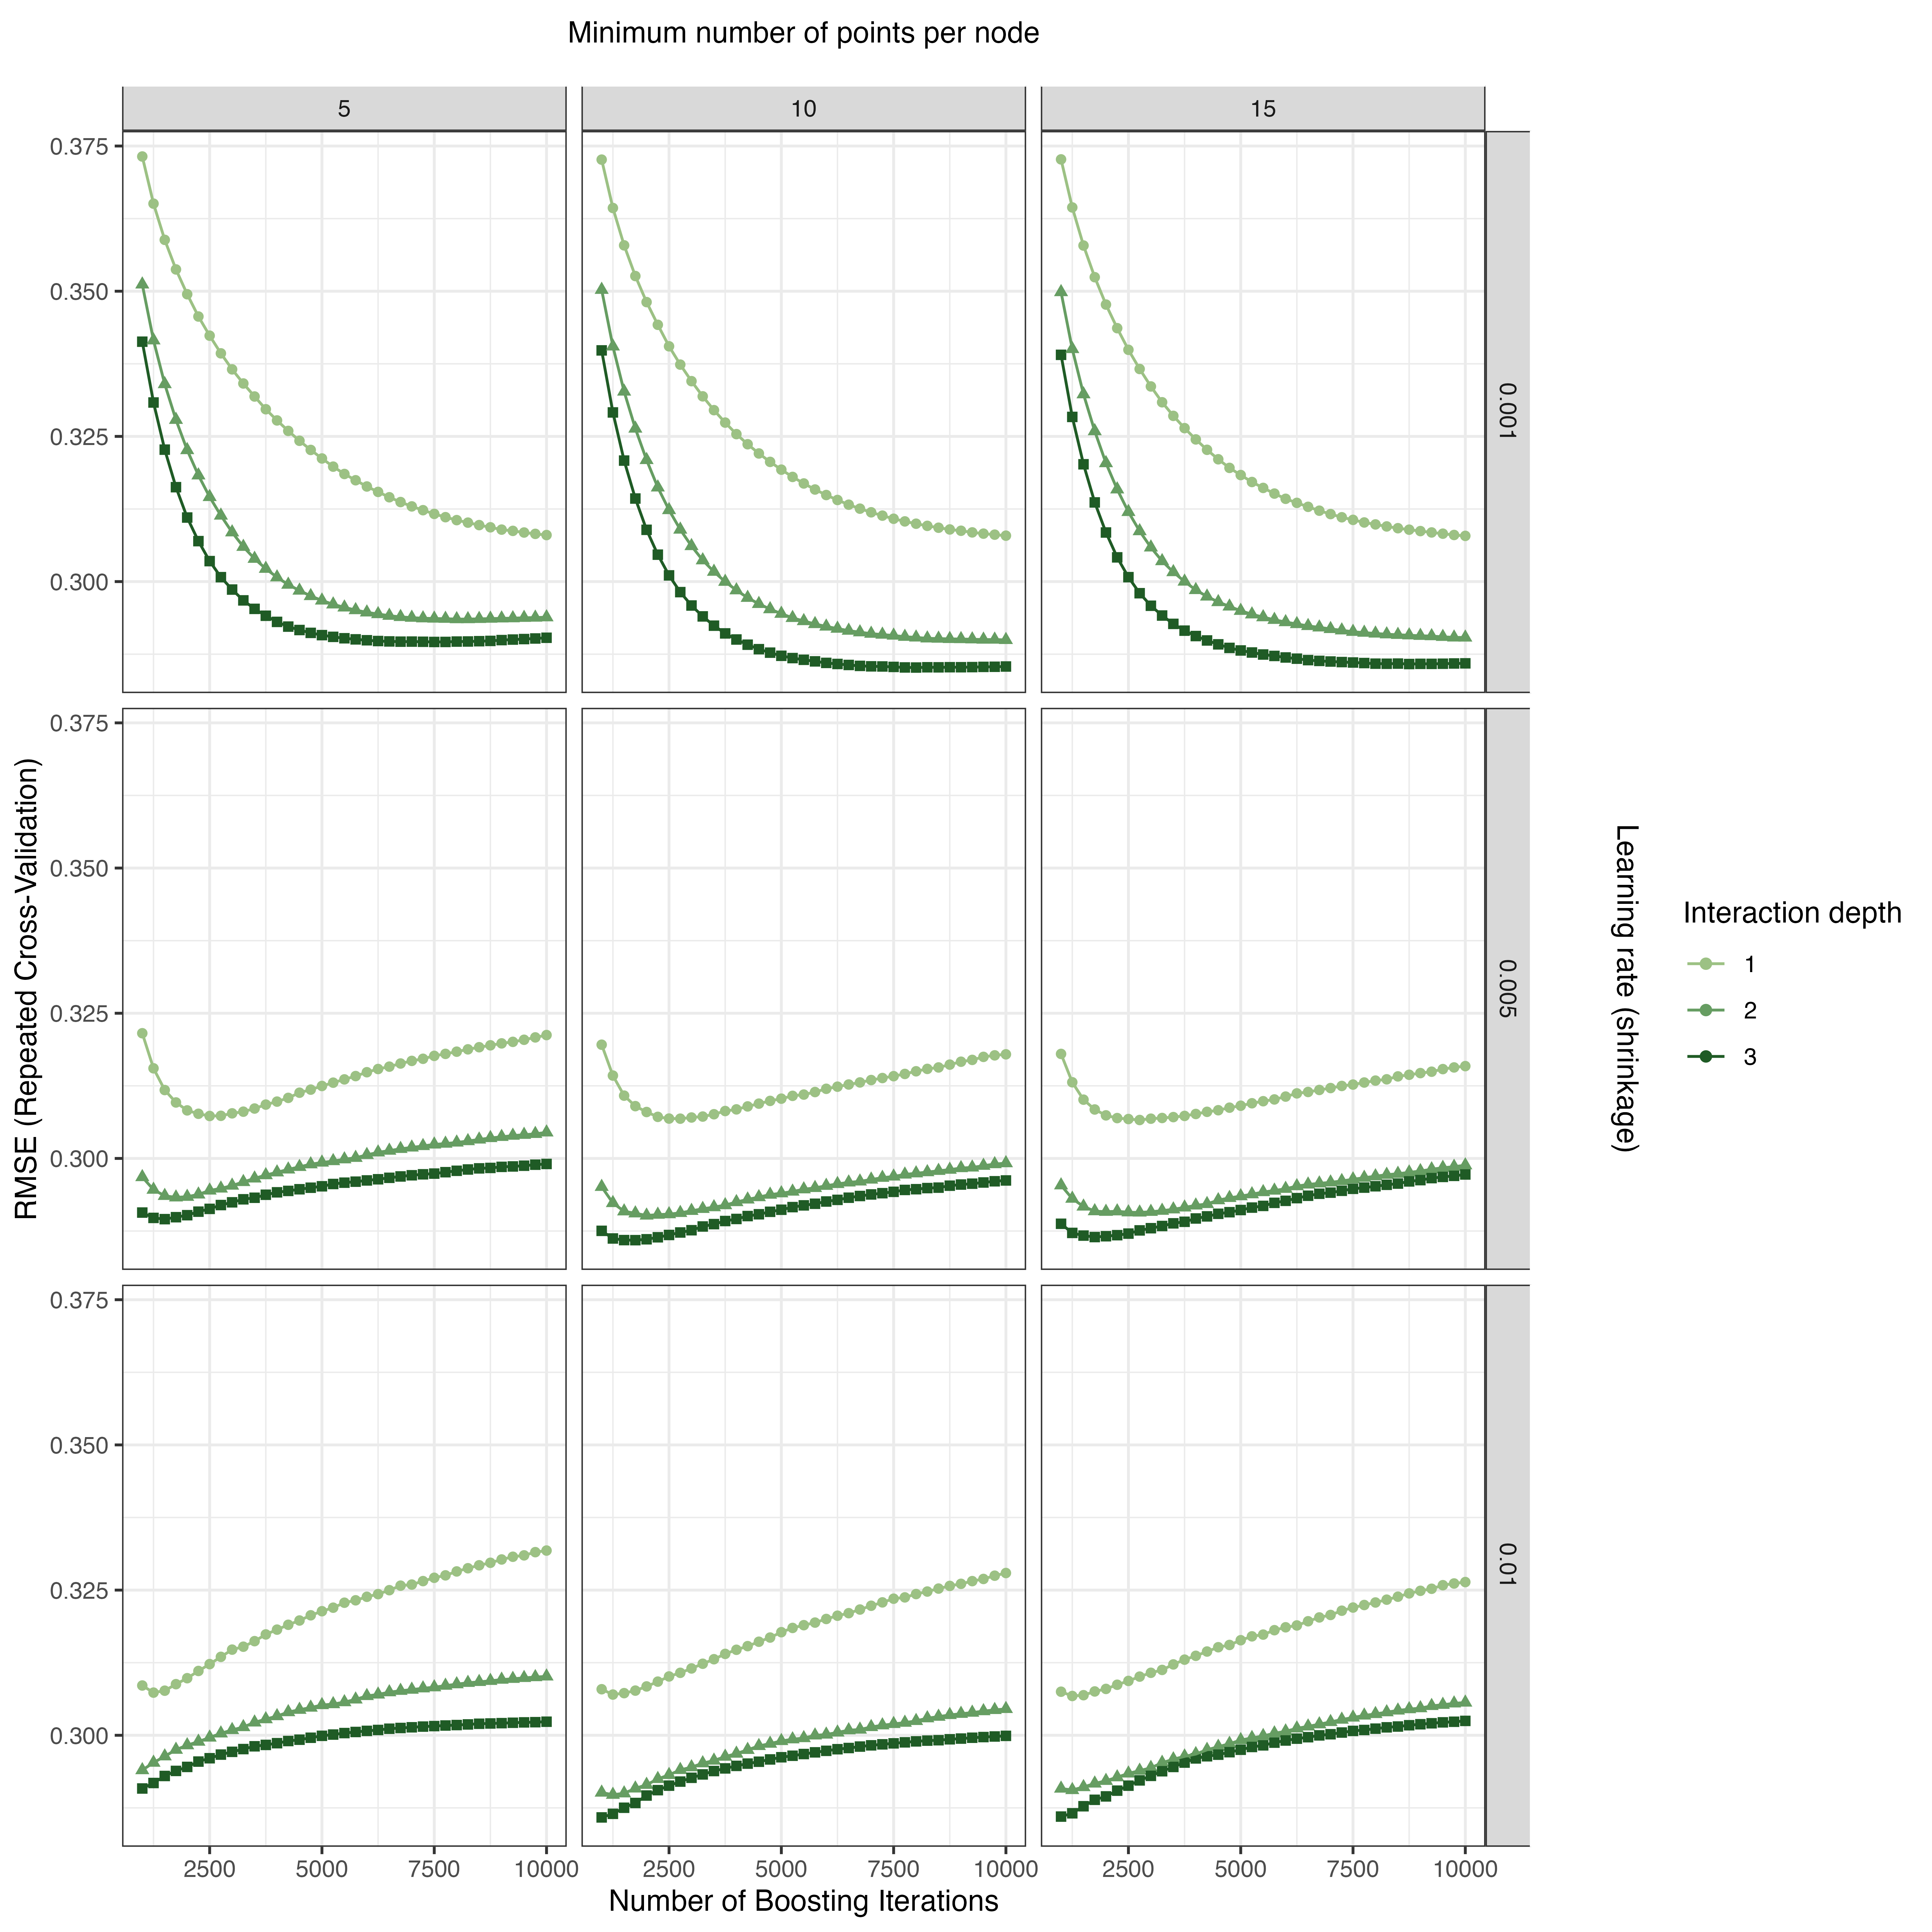 Minimum number of points per node
5 10 15
0.375
0.350
0.325
0.300
0.001
0.375
0.350
0.325
0.300
0.005
0.375
0.350
0.325
0.300
0.01
RMSE (Repeated Cross-Validation)
Learning rate (shrinkage)
Interaction depth
1
2
3
2500 5000 7500 10000 2500 5000 7500 10000 2500 5000 7500 10000
Number of Boosting Iterations